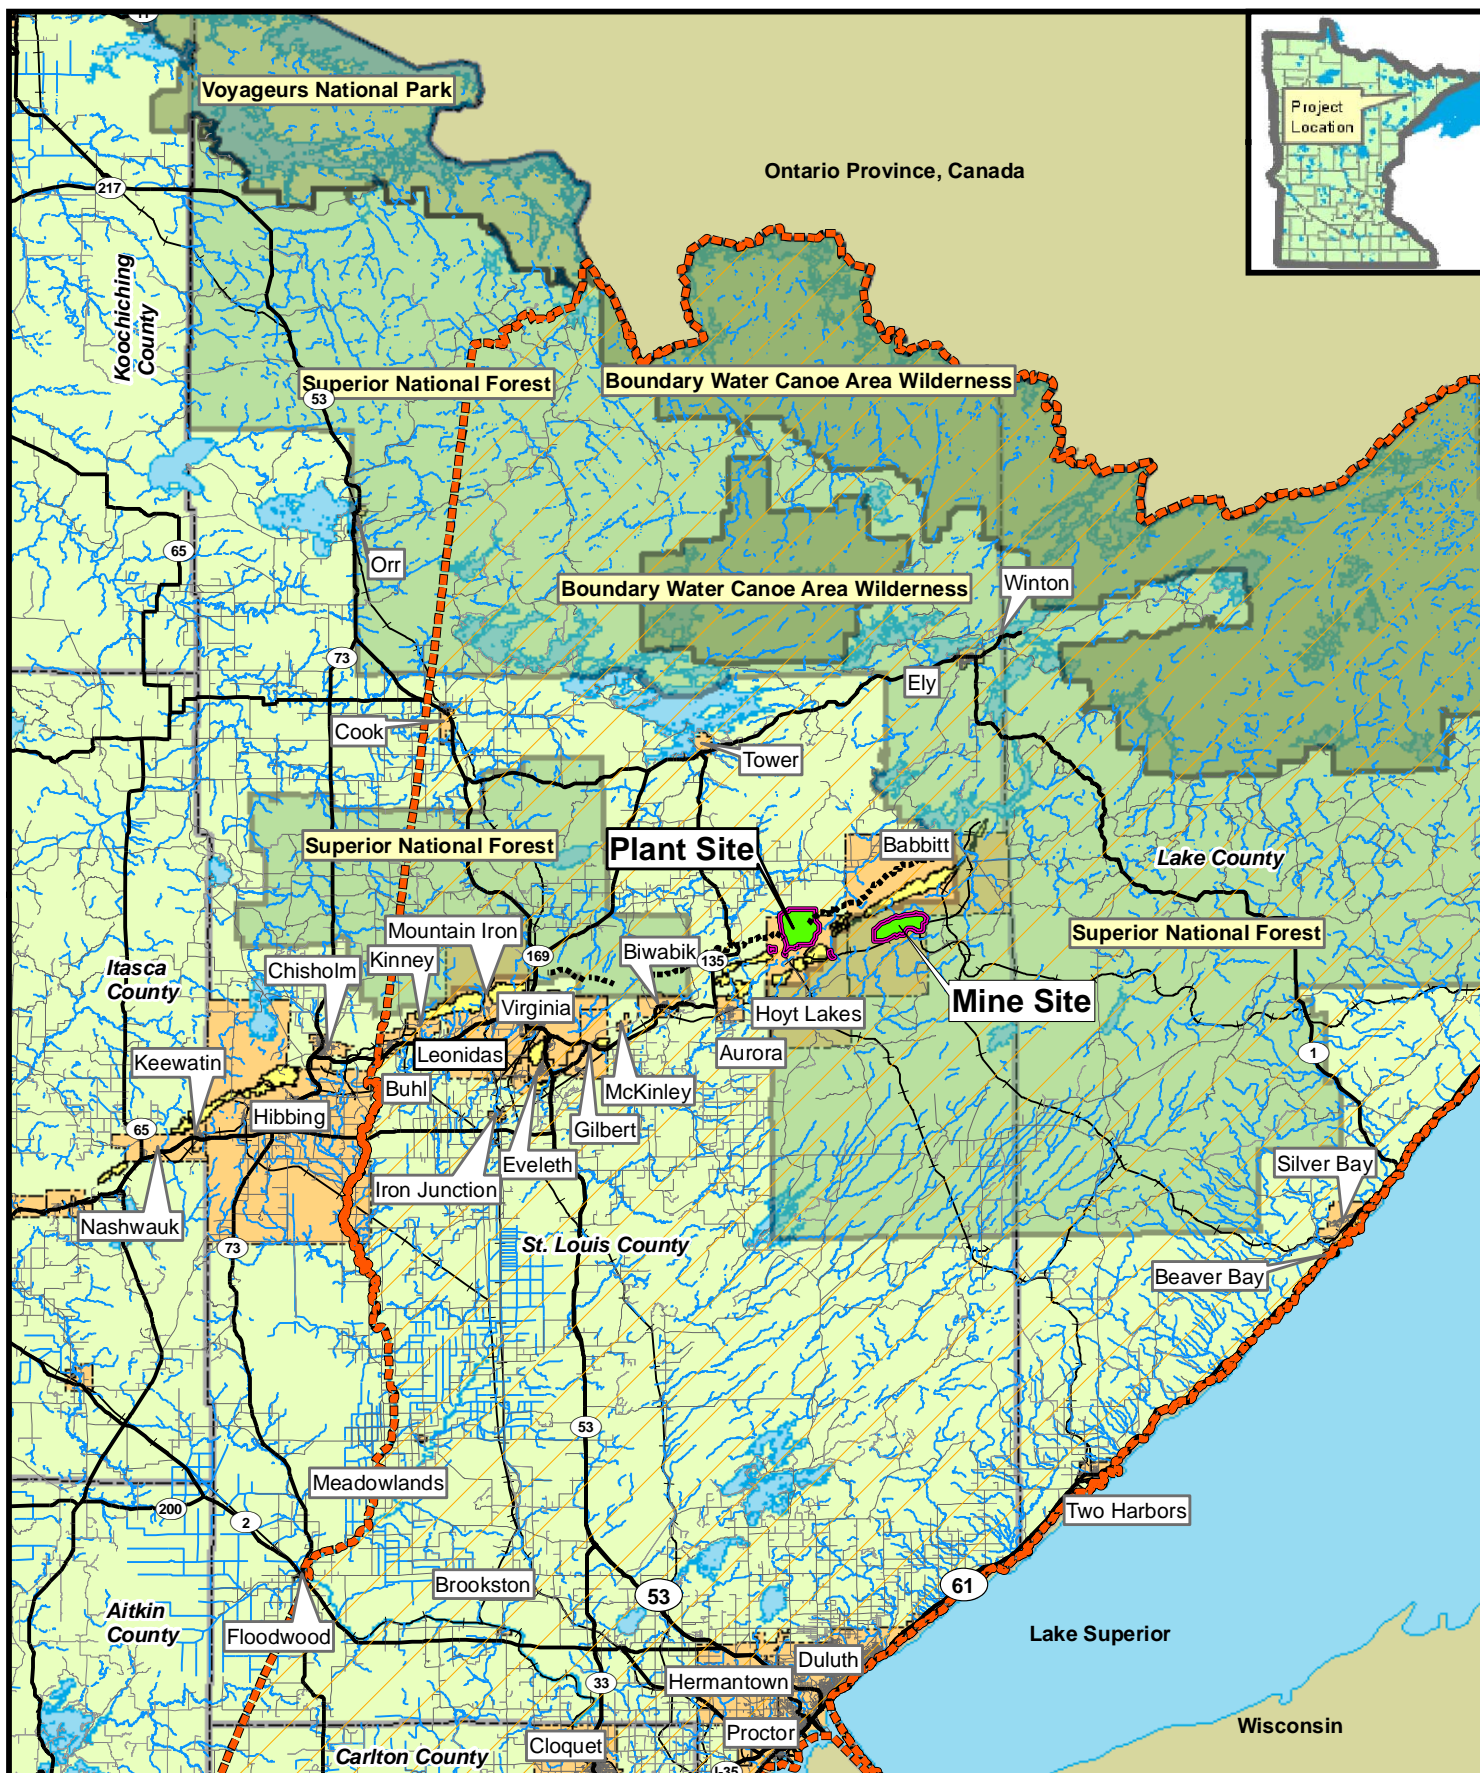 Voyageurs National Park
Project
Location
Ontario Province, Canada
217
Koochiching
County
Superior National Forest
53
Boundary Water Canoe Area Wilderness
65
Orr
Boundary Water Canoe Area Wilderness
Winton
73
Ely
Cook
Tower
Superior National Forest
Plant Site
Babbitt
Lake County
Mountain Iron
Superior National Forest
Kinney
169
Biwabik
135
Itasca
County
Chisholm
Mine Site
Virginia
Hoyt Lakes
Leonidas
Aurora
1
Keewatin
Buhl
McKinley
Hibbing
65
Gilbert
Eveleth
Silver Bay
Iron Junction
Nashwauk
73
St. Louis County
Beaver Bay
53
Meadowlands
200
2
Two Harbors
Brookston
53
61
Aitkin
County
Floodwood
Lake Superior
Duluth
33
Hermantown
Wisconsin
Proctor
Cloquet
Carlton County
I-35